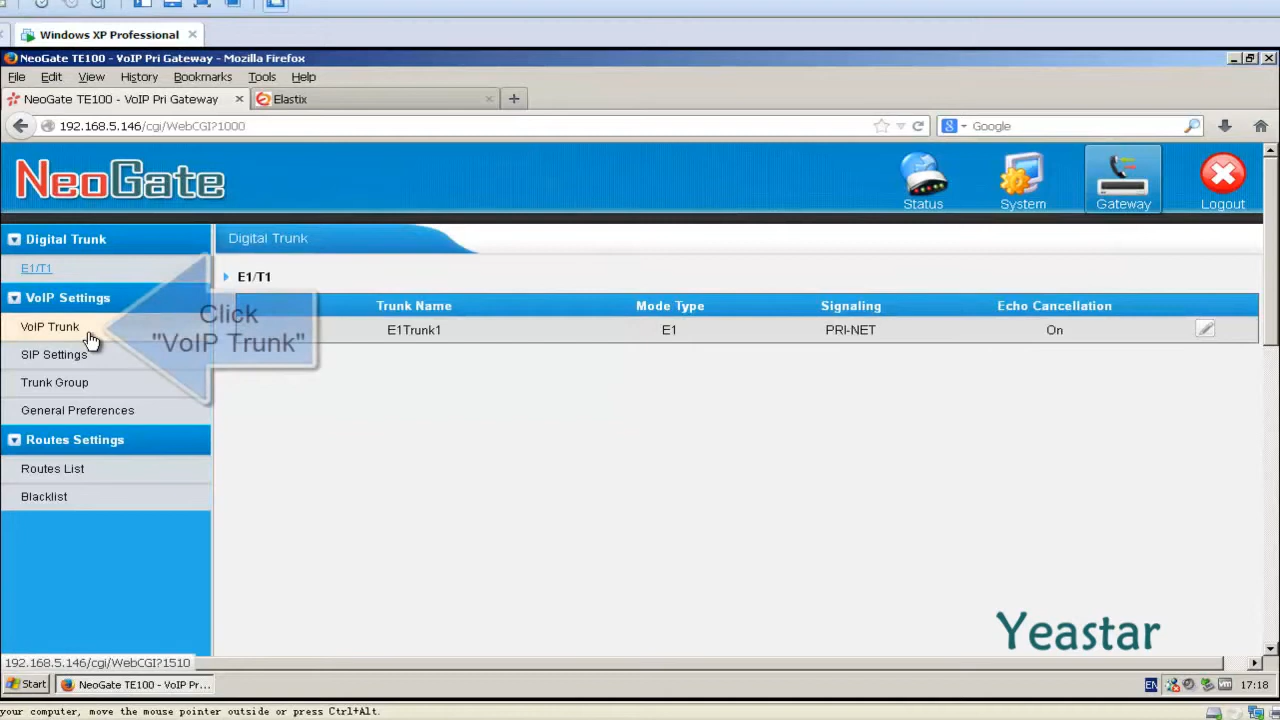 Windows XP Professional
NeoGate TE100 - VoIP Pri Gateway - Mozilla Firefox
File Edit View History Bookmarks Tools Help
NeoGate TE100 - VoIP Pri Gateway
Elastix
192.168.5.146/cgi/WebCGI?1000
Google
NeoGate
Status
System
Gateway
Logout
Digital Trunk
E1/T1
VoIP Settings
VoIP Trunk
SIP Settings
Trunk Group
General Preferences
Routes Settings
Routes List
Blacklist
Click
"VoIP Trunk"
Digital Trunk
E1/T1
Trunk Name Mode Type Signaling Echo Cancellation
E1Trunk1 E1 PRI-NET On
Yeastar
192.168.5.146/cgi/WebCGI?1510
Start
NeoGate TE100 - VoIP Pr...
EN
17:18
your computer, move the mouse pointer outside or press Ctrl+Alt.